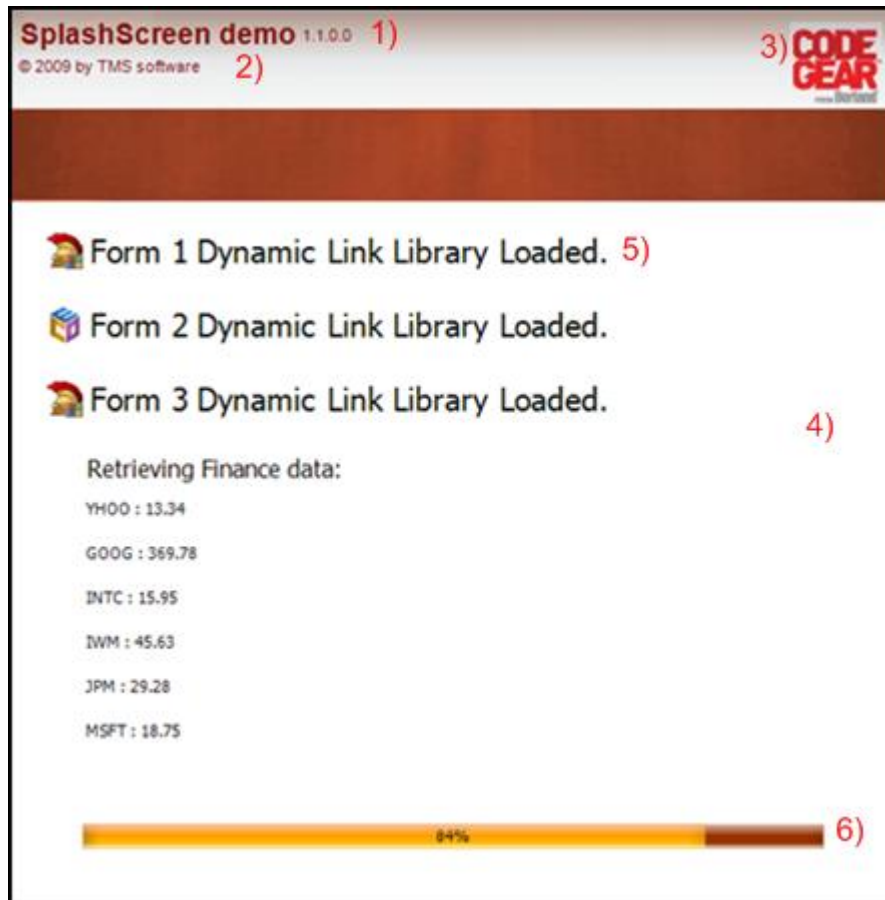 SplashScreen demo 1.1.0.0 1)
© 2009 by TMS software 2)
3) CODE
GEAR
from Borland
Form 1 Dynamic Link Library Loaded. 5)
Form 2 Dynamic Link Library Loaded.
Form 3 Dynamic Link Library Loaded.
4)
Retrieving Finance data:
YHOO : 13.34
GOOG : 369.78
INTC : 15.95
IWM : 45.63
JPM : 29.28
MSFT : 18.75
84% 6)